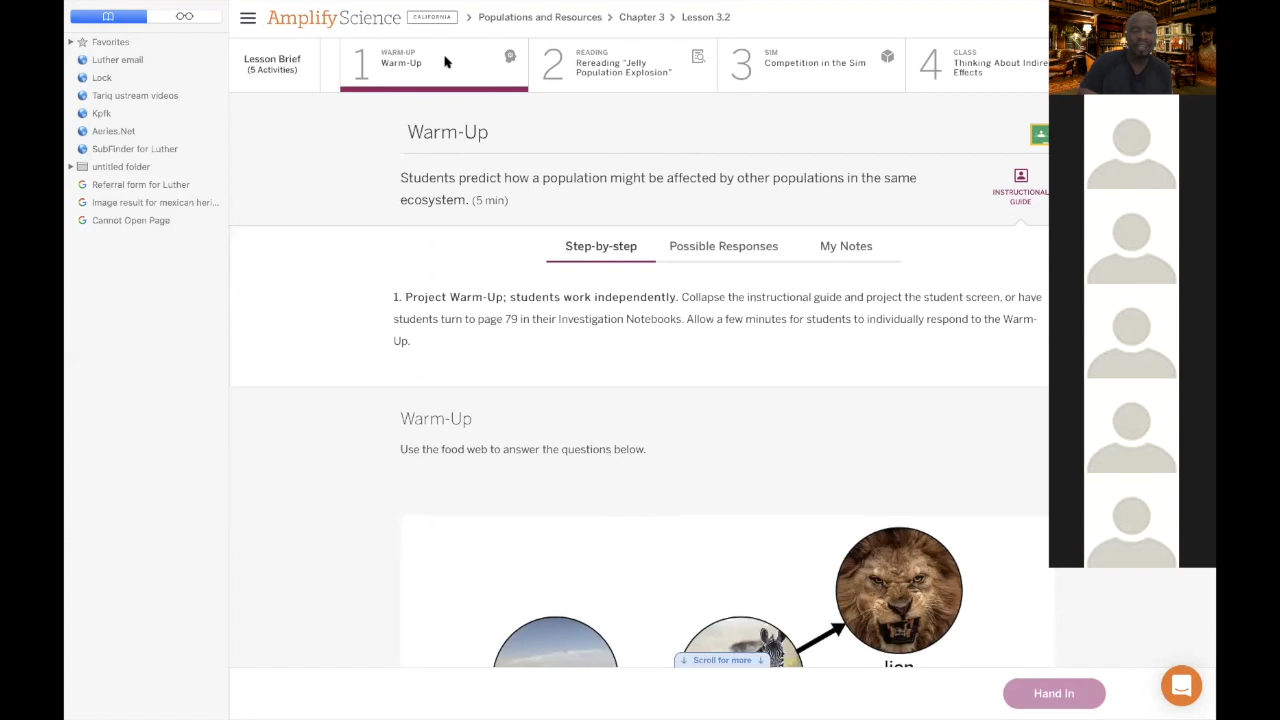 Favorites
Luther email
Lock
Tariq ustream videos
Kpfk
Aeries.Net
SubFinder for Luther
untitled folder
Referral form for Luther
Image result for mexican heri...
Cannot Open Page
AmplifyScience CALIFORNIA > Populations and Resources > Chapter 3 > Lesson 3.2
Lesson Brief
(5 Activities)
1 WARM-UP
Warm-Up
2 READING
Rereading "Jelly
Population Explosion"
3 SIM
Competition in the Sim
4 CLASS
Thinking About Indire
Effects
Warm-Up
Students predict how a population might be affected by other populations in the same
ecosystem. (5 min)
INSTRUCTIONAL
GUIDE
Step-by-step Possible Responses My Notes
1. Project Warm-Up; students work independently. Collapse the instructional guide and project the student screen, or have
students turn to page 79 in their Investigation Notebooks. Allow a few minutes for students to individually respond to the Warm-
Up.
Warm-Up
Use the food web to answer the questions below.
lion
↓ Scroll for more ↓
Hand In